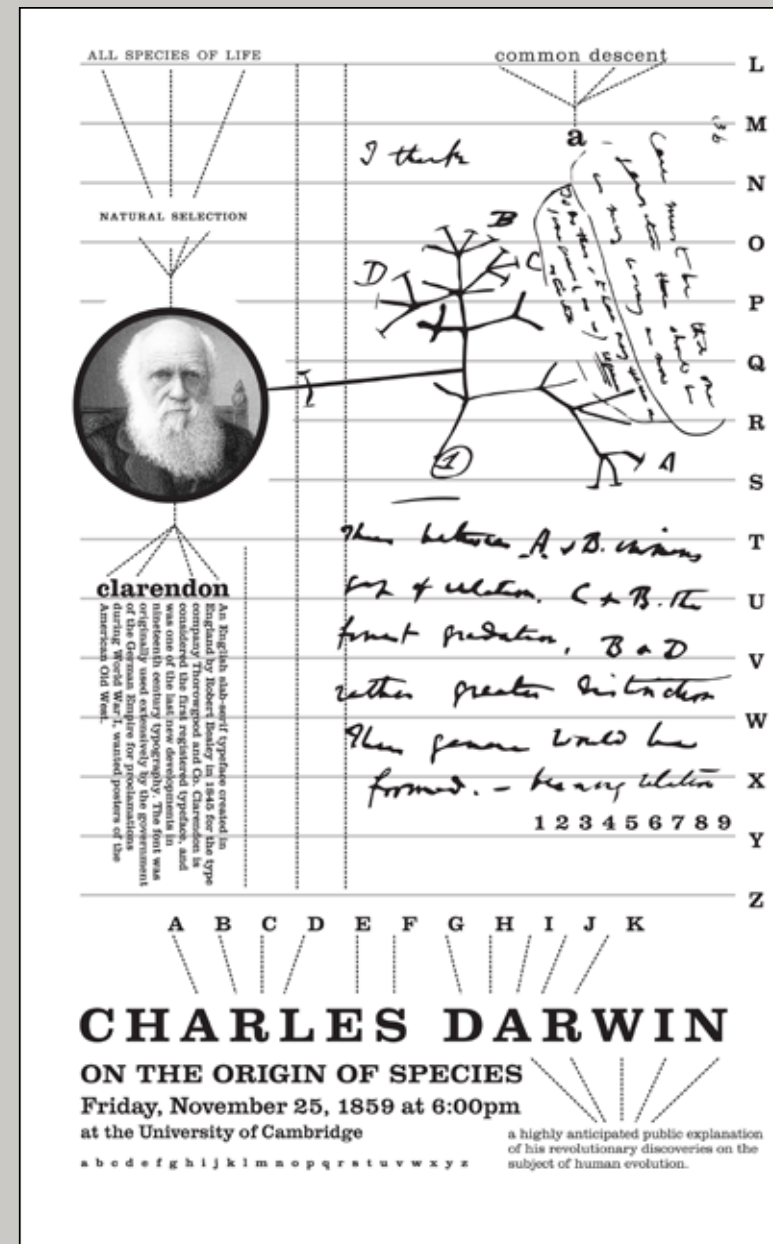 ALL SPECIES OF LIFE
common descent
L
M
a
36
I think
N
NATURAL SELECTION
B
O
D
C
P
Q
R
1
A
S
T
Thus between A & B. immens
gap of relation. C & B. the
U
finest gradation, B & D
V
rather greater distinction
W
Thus genera would be
formed. — bearing relation
X
1 2 3 4 5 6 7 8 9
Y
Z
clarendon
An English slab-serif typeface created in
England by Robert Besley in 1845 for the type
company Thorowgood and Co. Clarendon is
considered the first registered typeface, and
was one of the last new developments in
nineteenth century typography. The font was
originally used extensively by the government
of the German Empire for proclamations
during World War I, wanted posters of the
American Old West.
A B C D E F G H I J K
CHARLES DARWIN
ON THE ORIGIN OF SPECIES
Friday, November 25, 1859 at 6:00pm
at the University of Cambridge
a b c d e f g h i j k l m n o p q r s t u v w x y z
a highly anticipated public explanation
of his revolutionary discoveries on the
subject of human evolution.